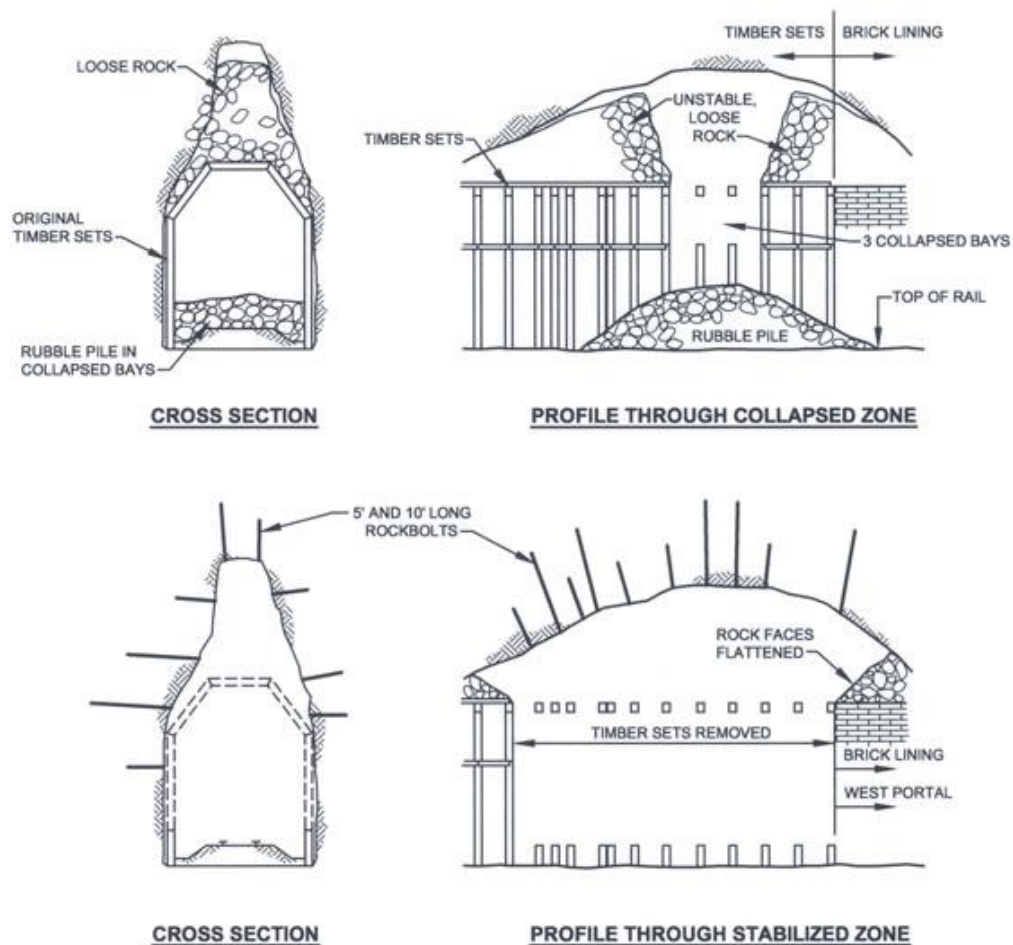 TIMBER SETS
BRICK LINING
LOOSE ROCK
UNSTABLE,
LOOSE
ROCK
TIMBER SETS
ORIGINAL
TIMBER SETS
3 COLLAPSED BAYS
TOP OF RAIL
RUBBLE PILE
RUBBLE PILE IN
COLLAPSED BAYS
CROSS SECTION
PROFILE THROUGH COLLAPSED ZONE
5' AND 10' LONG
ROCKBOLTS
ROCK FACES
FLATTENED
TIMBER SETS REMOVED
BRICK LINING
WEST PORTAL
CROSS SECTION
PROFILE THROUGH STABILIZED ZONE